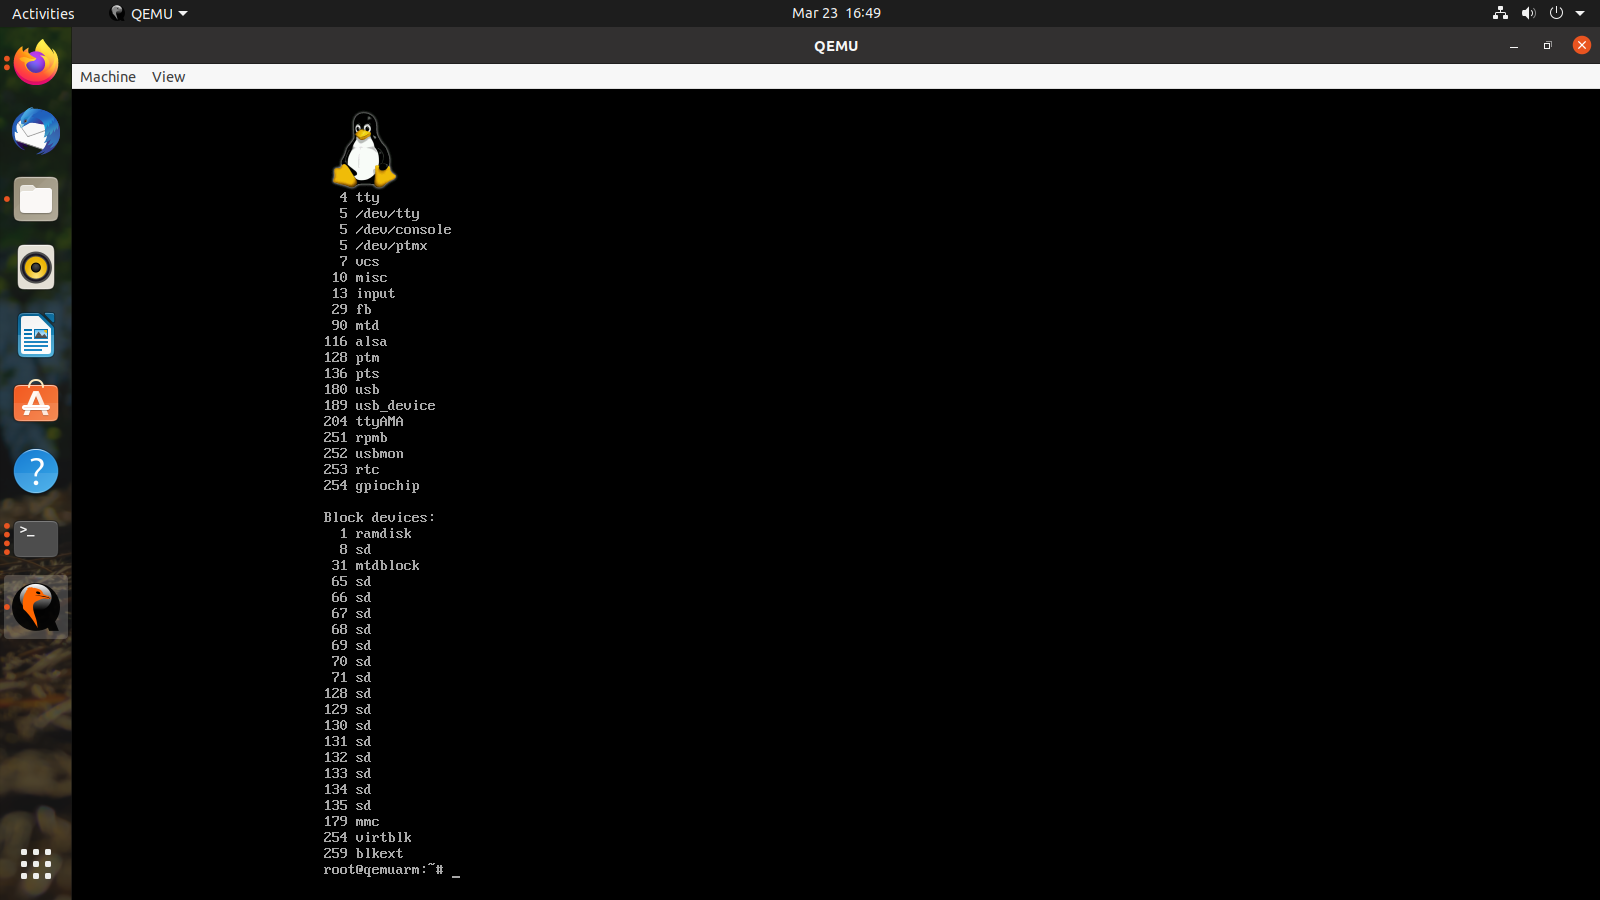 Activities
QEMU
Mar 23 16:49
QEMU
Machine View
4 tty
5 /dev/tty
5 /dev/console
5 /dev/ptmx
7 vcs
10 misc
13 input
29 fb
90 mtd
116 alsa
128 ptm
136 pts
180 usb
189 usb_device
204 ttyAMA
251 rpmb
252 usbmon
253 rtc
254 gpiochip
Block devices:
1 ramdisk
8 sd
31 mtdblock
65 sd
66 sd
67 sd
68 sd
69 sd
70 sd
71 sd
128 sd
129 sd
130 sd
131 sd
132 sd
133 sd
134 sd
135 sd
179 mmc
254 virtblk
259 blkext
root@qemuarm:~# _